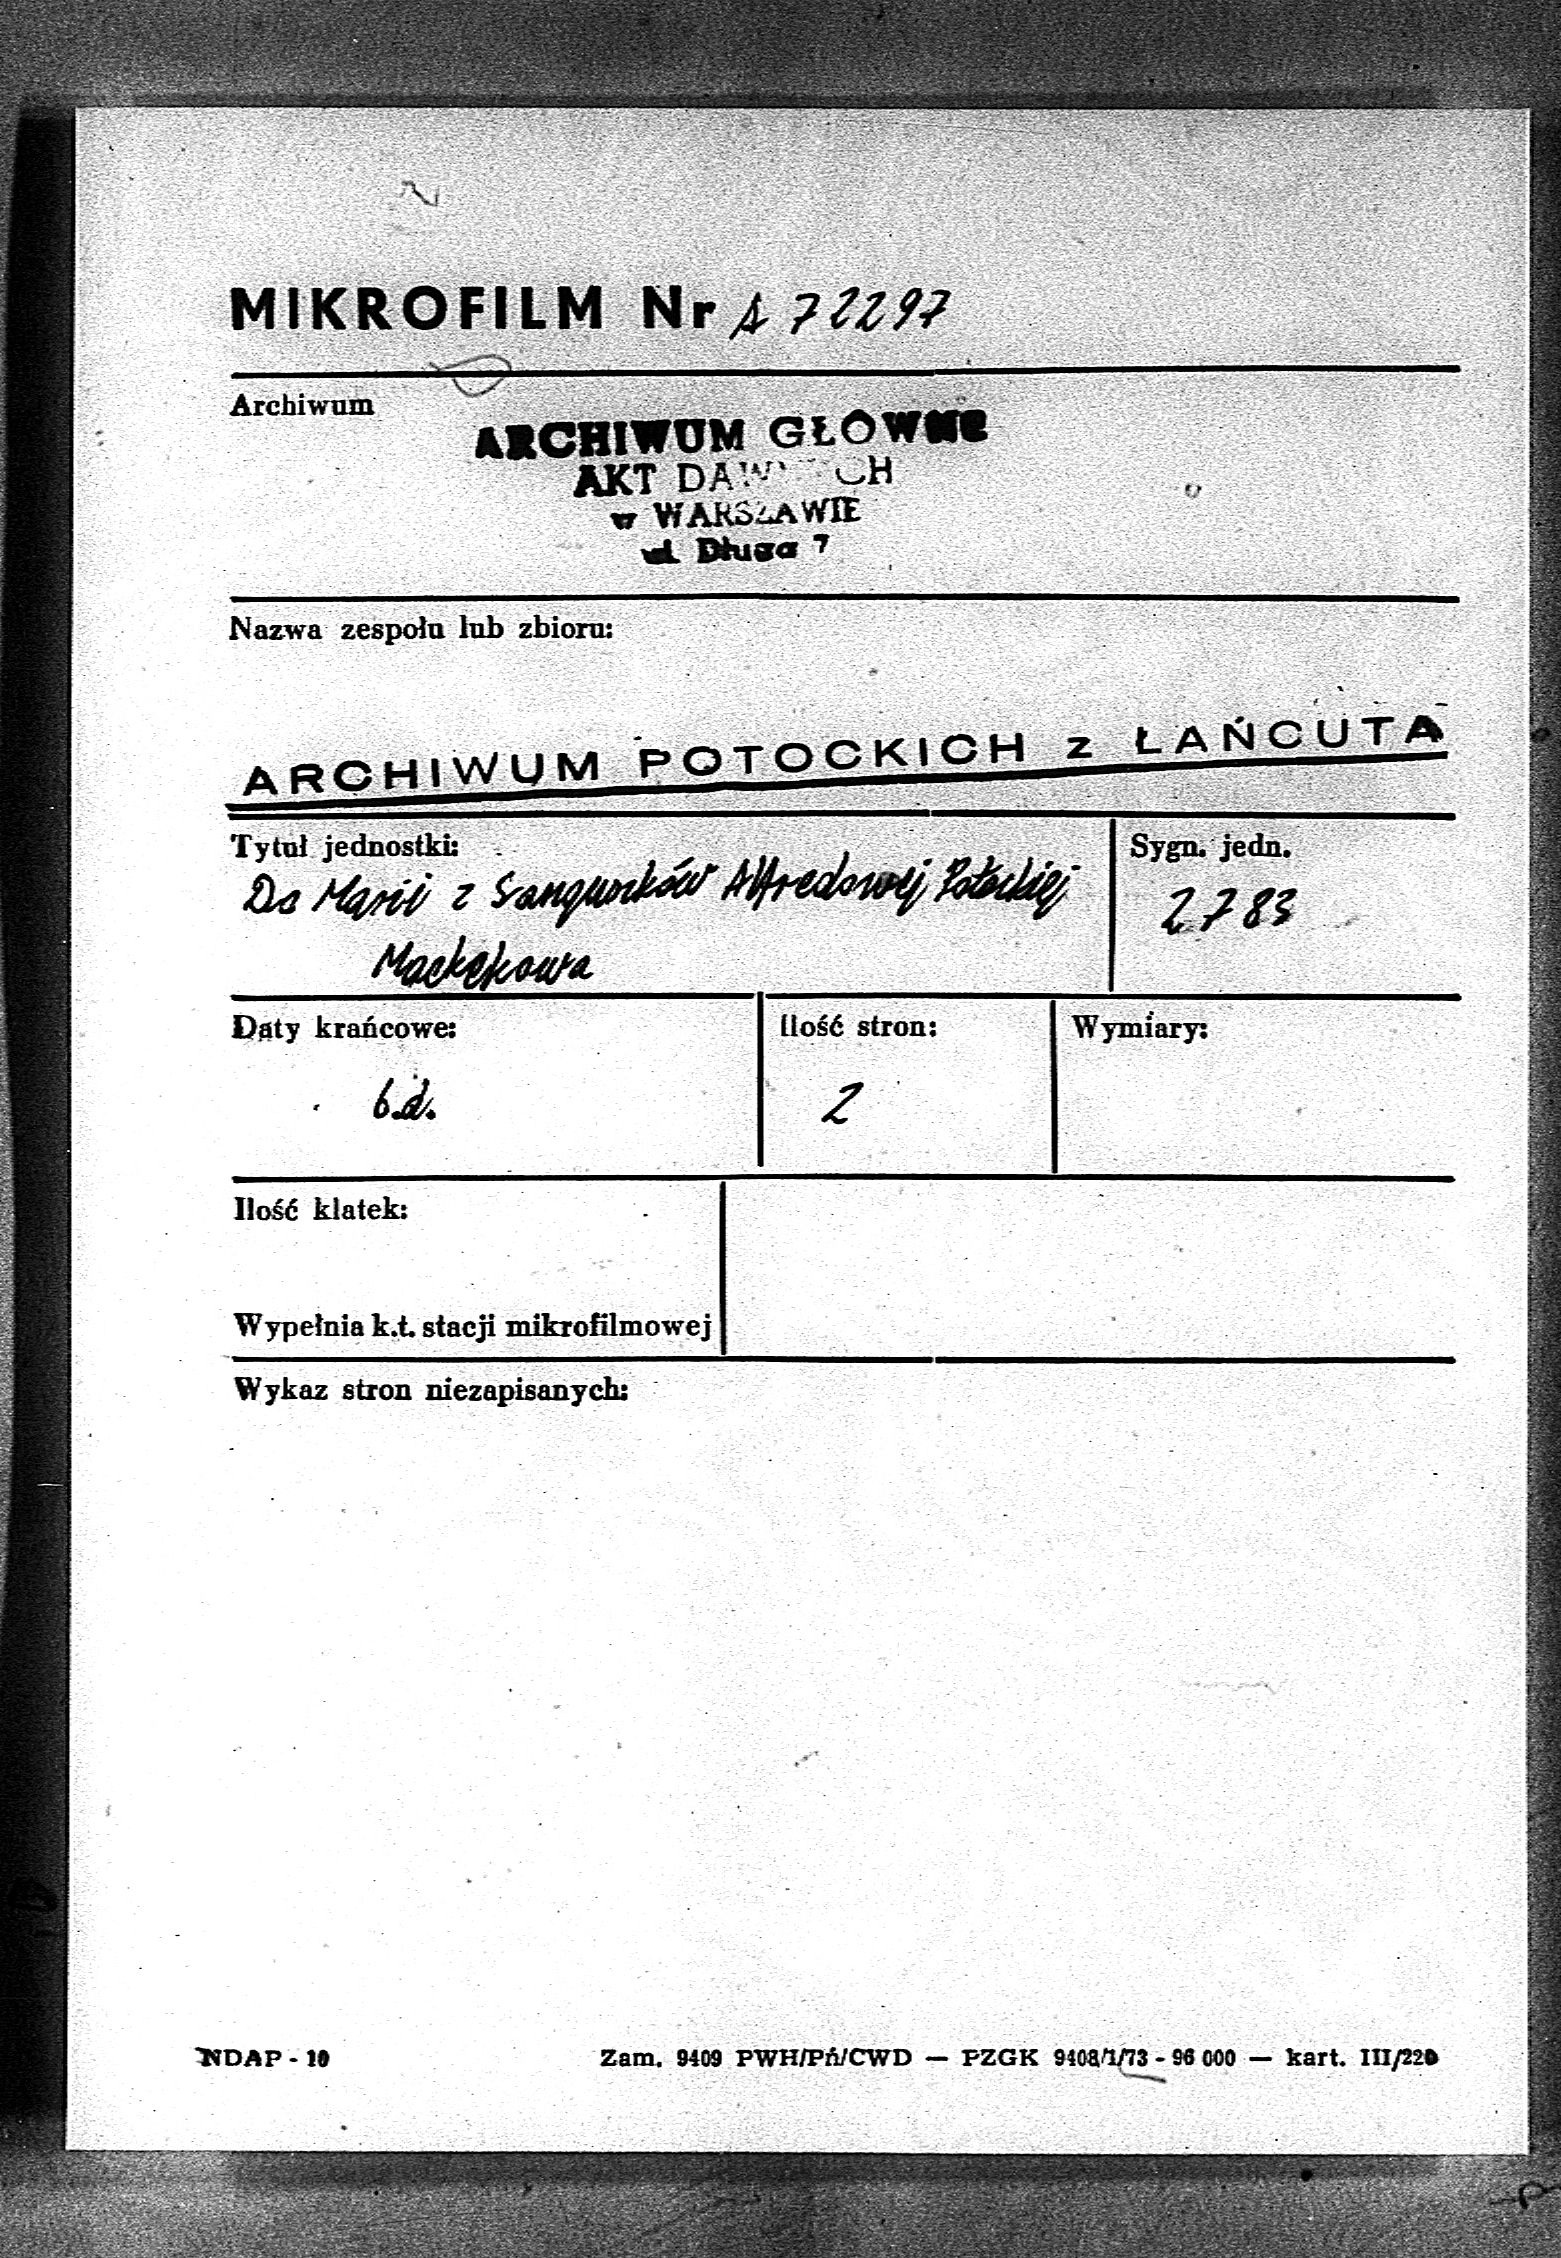 MIKROFILM Nr A 72297
Archiwum
ARCHIWUM GŁÓWNE
AKT DAWNYCH
w WARSZAWIE
ul. Długa 7
Nazwa zespołu lub zbioru:
ARCHIWUM POTOCKICH z ŁAŃCUTA
Tytuł jednostki:
Do Marii z Sanguszków Alfredowej Potockiej
Sygn. jedn.
2783
Daty krańcowe:
b.d.
Ilość stron:
2
Wymiary:
Ilość klatek:
Wypełnia k.t. stacji mikrofilmowej
Wykaz stron niezapisanych:
NDAP - 10
Zam. 9409 PWH/Pń/CWD — PZGK 9408/1/73 - 96 000 — kart. III/220